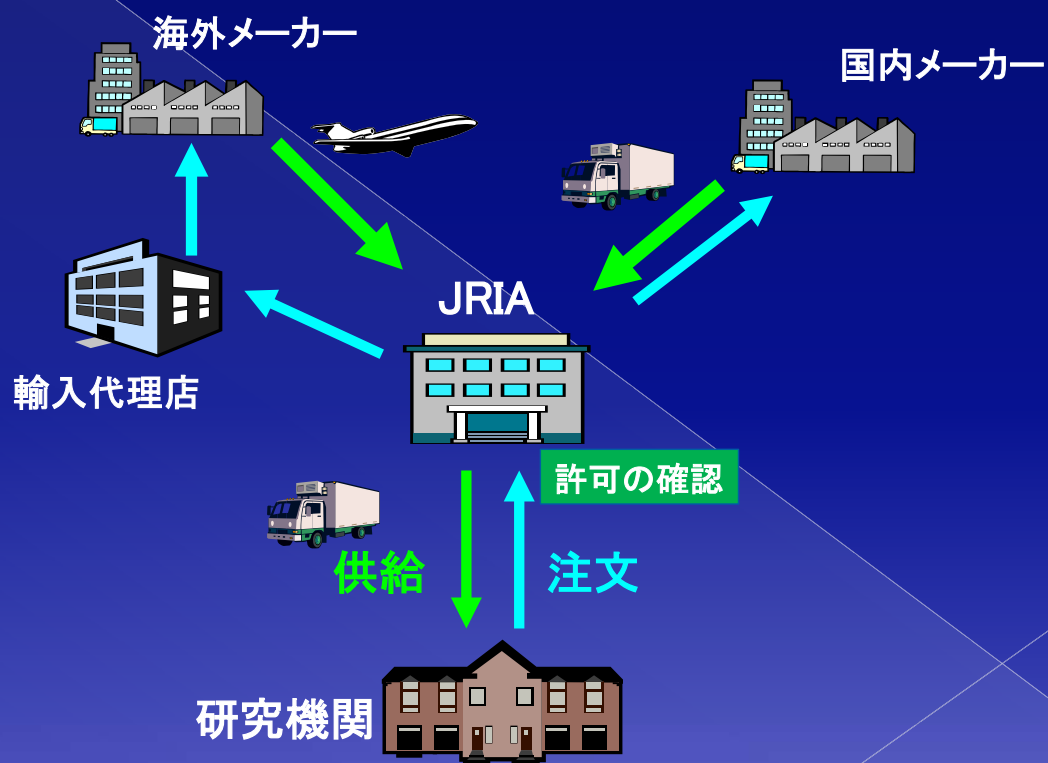 海外メーカー
国内メーカー
JRIA
輸入代理店
許可の確認
供給
注文
研究機関